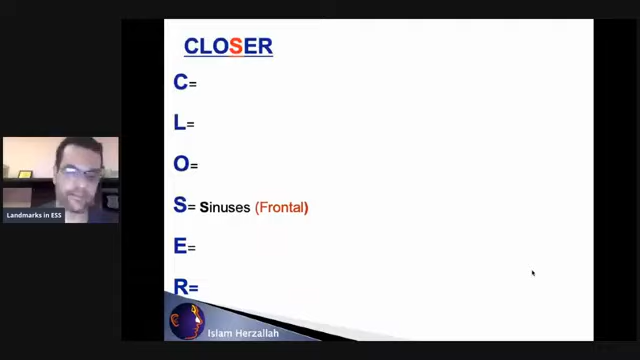 CLOSER
C=
L=
O=
S= Sinuses (Frontal)
E=
R=
Landmarks in ESS
Islam Herzallah